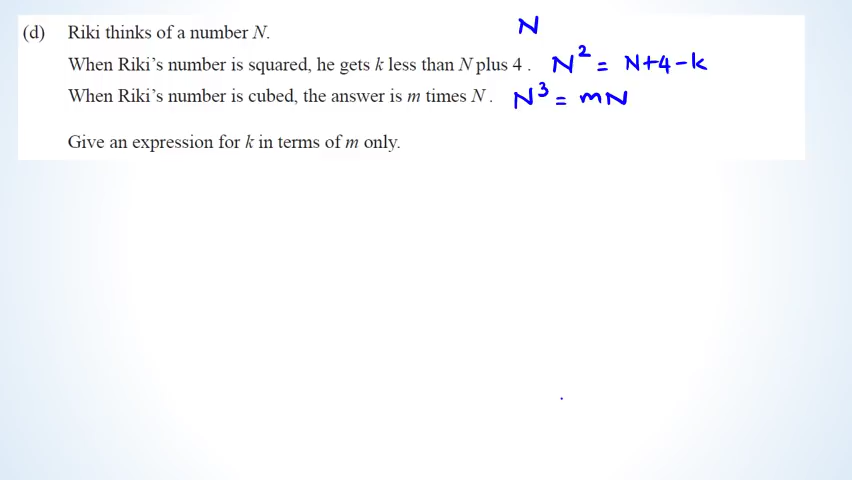 (d) Riki thinks of a number N. N
When Riki's number is squared, he gets k less than N plus 4 . N² = N+4-k
When Riki's number is cubed, the answer is m times N . N³ = mN
Give an expression for k in terms of m only.